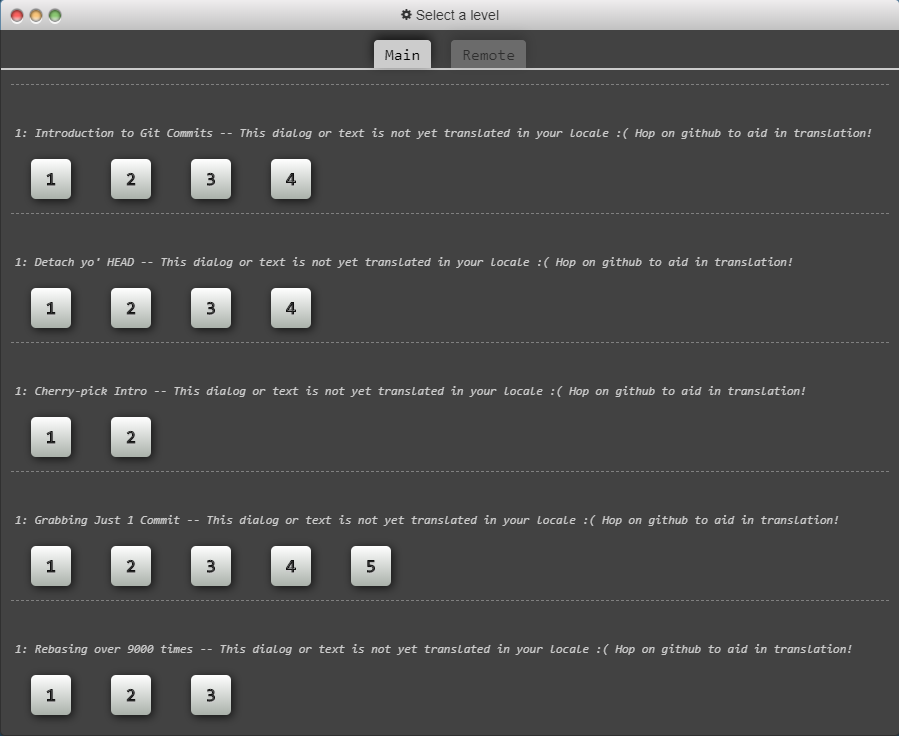 Select a level
Main Remote
1: Introduction to Git Commits -- This dialog or text is not yet translated in your locale :( Hop on github to aid in translation!
1 2 3 4
1: Detach yo' HEAD -- This dialog or text is not yet translated in your locale :( Hop on github to aid in translation!
1 2 3 4
1: Cherry-pick Intro -- This dialog or text is not yet translated in your locale :( Hop on github to aid in translation!
1 2
1: Grabbing Just 1 Commit -- This dialog or text is not yet translated in your locale :( Hop on github to aid in translation!
1 2 3 4 5
1: Rebasing over 9000 times -- This dialog or text is not yet translated in your locale :( Hop on github to aid in translation!
1 2 3